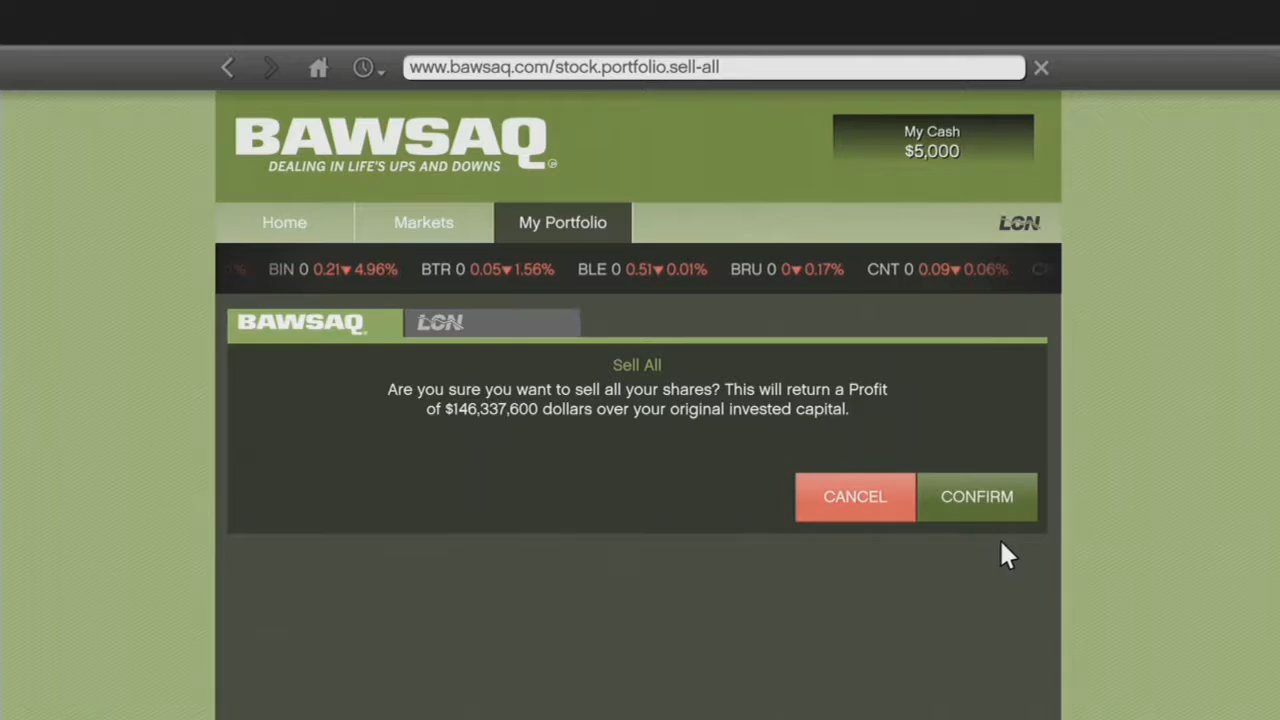 www.bawsaq.com/stock.portfolio.sell-all
BAWSAQ
DEALING IN LIFE'S UPS AND DOWNS
My Cash
$5,000
Home Markets My Portfolio LCN
1% BIN 0 0.21▼4.96% BTR 0 0.05▼1.56% BLE 0 0.51▼0.01% BRU 0 0▼0.17% CNT 0 0.09▼0.06%
BAWSAQ LCN
Sell All
Are you sure you want to sell all your shares? This will return a Profit
of $146,337,600 dollars over your original invested capital.
CANCEL CONFIRM